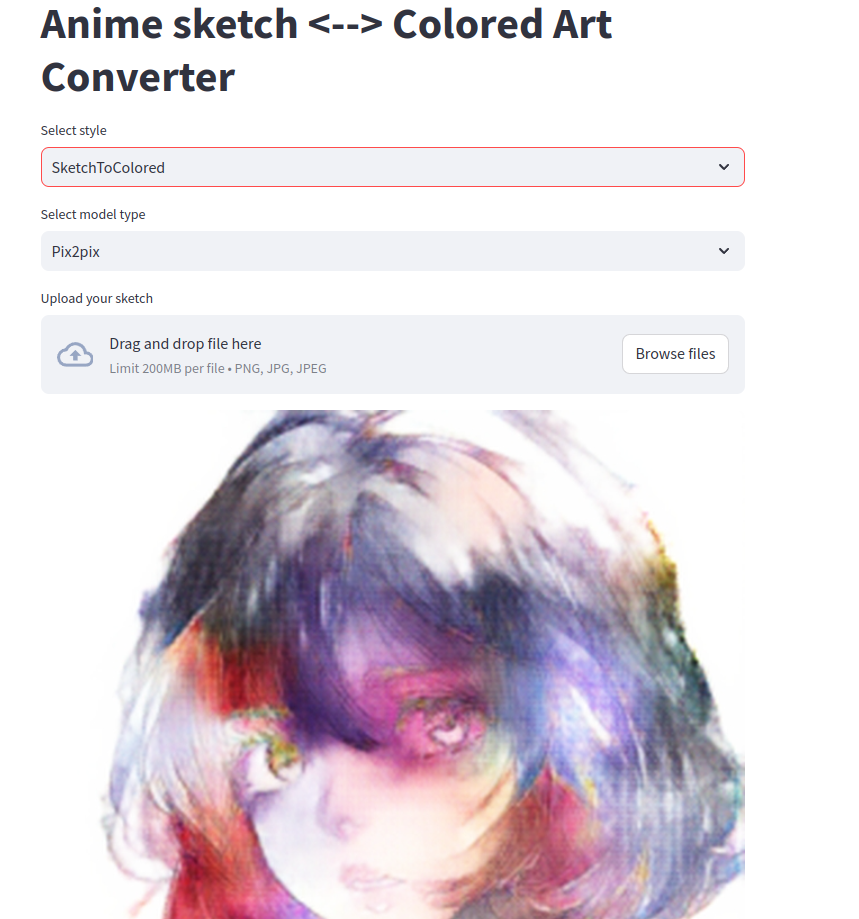 Anime sketch <--> Colored Art
Converter
Select style
SketchToColored
Select model type
Pix2pix
Upload your sketch
Drag and drop file here
Limit 200MB per file • PNG, JPG, JPEG
Browse files